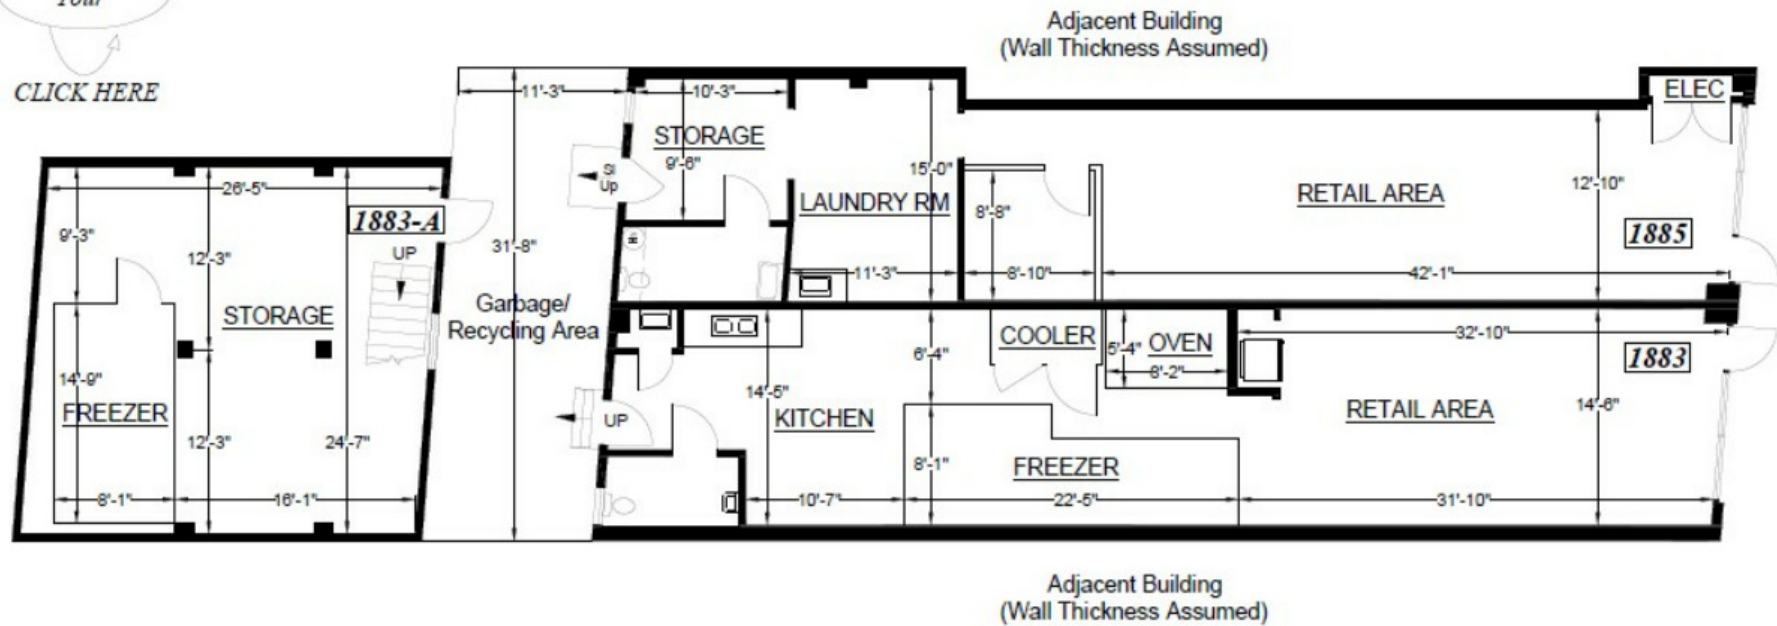 Tour
CLICK HERE
Adjacent Building
(Wall Thickness Assumed)
11'-3"
10'-3"
ELEC
STORAGE
9'-6"
SI
Up
15'-0"
12'-10"
26'-5"
LAUNDRY RM
RETAIL AREA
8'-8"
1883-A
9'-3"
12'-3"
UP
31'-8"
1885
11'-3"
8'-10"
42'-1"
STORAGE
Garbage/
Recycling Area
COOLER
5'-4"
OVEN
32'-10"
6'-4"
8'-2"
1883
14'-9"
14'-5"
14'-6"
FREEZER
UP
KITCHEN
RETAIL AREA
12'-3"
24'-7"
8'-1"
FREEZER
8'-1"
16'-1"
10'-7"
22'-5"
31'-10"
Adjacent Building
(Wall Thickness Assumed)